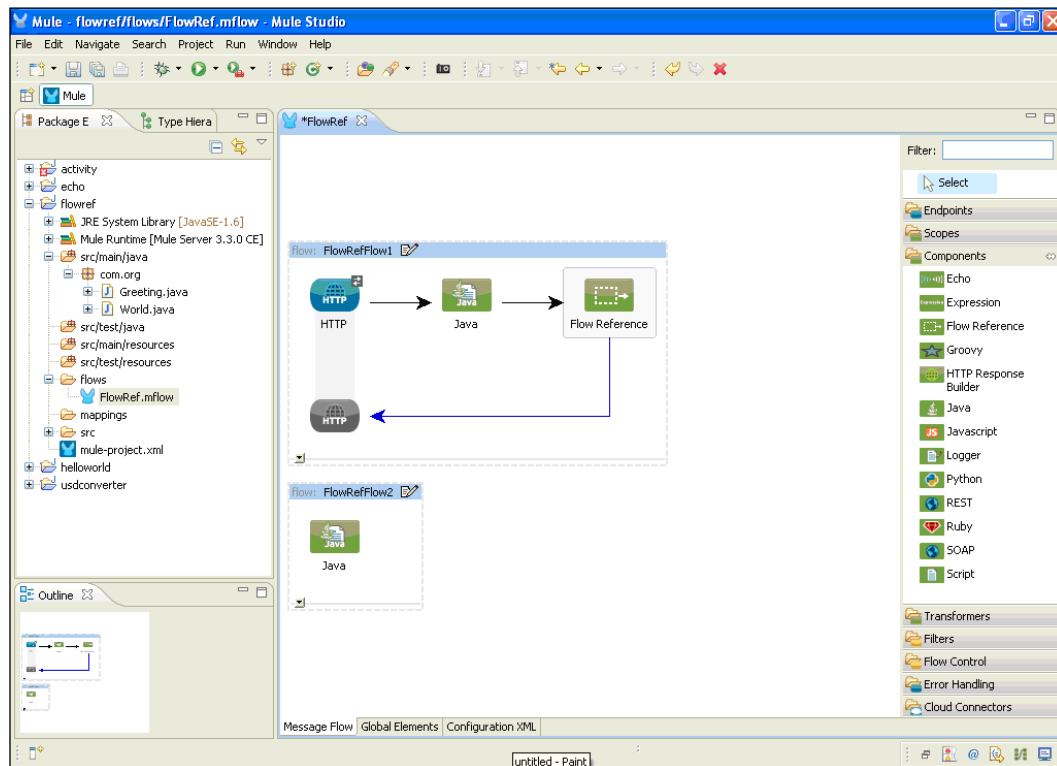 Mule - flowref/flows/FlowRef.mflow - Mule Studio
File Edit Navigate Search Project Run Window Help
Mule
Package E
Type Hiera
activity
echo
flowref
JRE System Library [JavaSE-1.6]
Mule Runtime [Mule Server 3.3.0 CE]
src/main/java
com.org
Greeting.java
World.java
src/test/java
src/main/resources
src/test/resources
flows
FlowRef.mflow
mappings
src
mule-project.xml
helloworld
usdconverter
Outline
*FlowRef
flow: FlowRefFlow1
HTTP
HTTP
Java
Java
Flow Reference
HTTP
flow: FlowRefFlow2
Java
Java
Message Flow Global Elements Configuration XML
Filter:
Select
Endpoints
Scopes
Components
Echo
Expression
Flow Reference
Groovy
HTTP Response
Builder
Java
JS
Javascript
Logger
Python
REST
Ruby
SOAP
Script
Transformers
Filters
Flow Control
Error Handling
Cloud Connectors
untitled - Paint